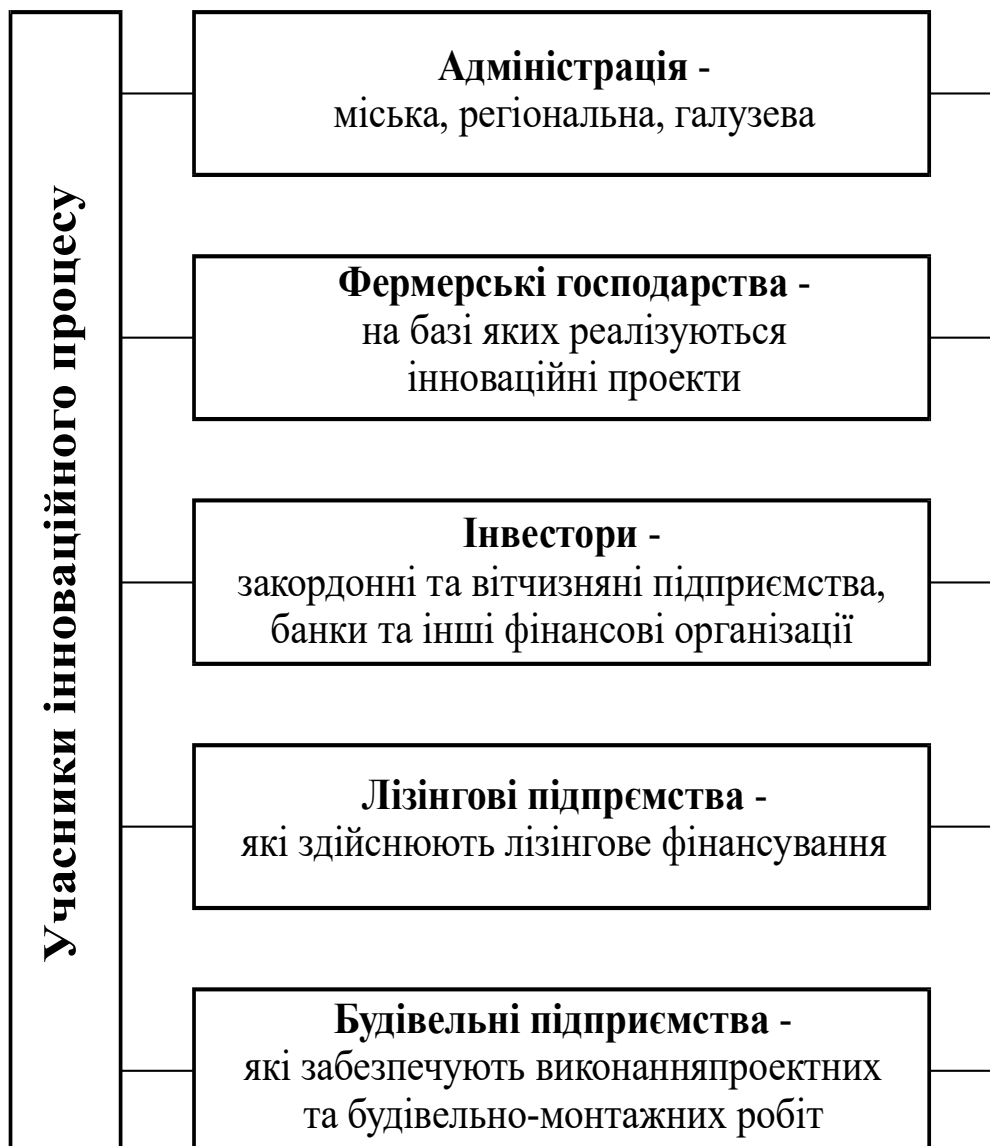 Учасники інноваційного процесу
Адміністрація -
міська, регіональна, галузева
Фермерські господарства -
на базі яких реалізуються
інноваційні проекти
Інвестори -
закордонні та вітчизняні підприємства,
банки та інші фінансові організації
Лізінгові підпрємства -
які здійснюють лізінгове фінансування
Будівельні підприємства -
які забезпечують виконанняпроектних
та будівельно-монтажних робіт